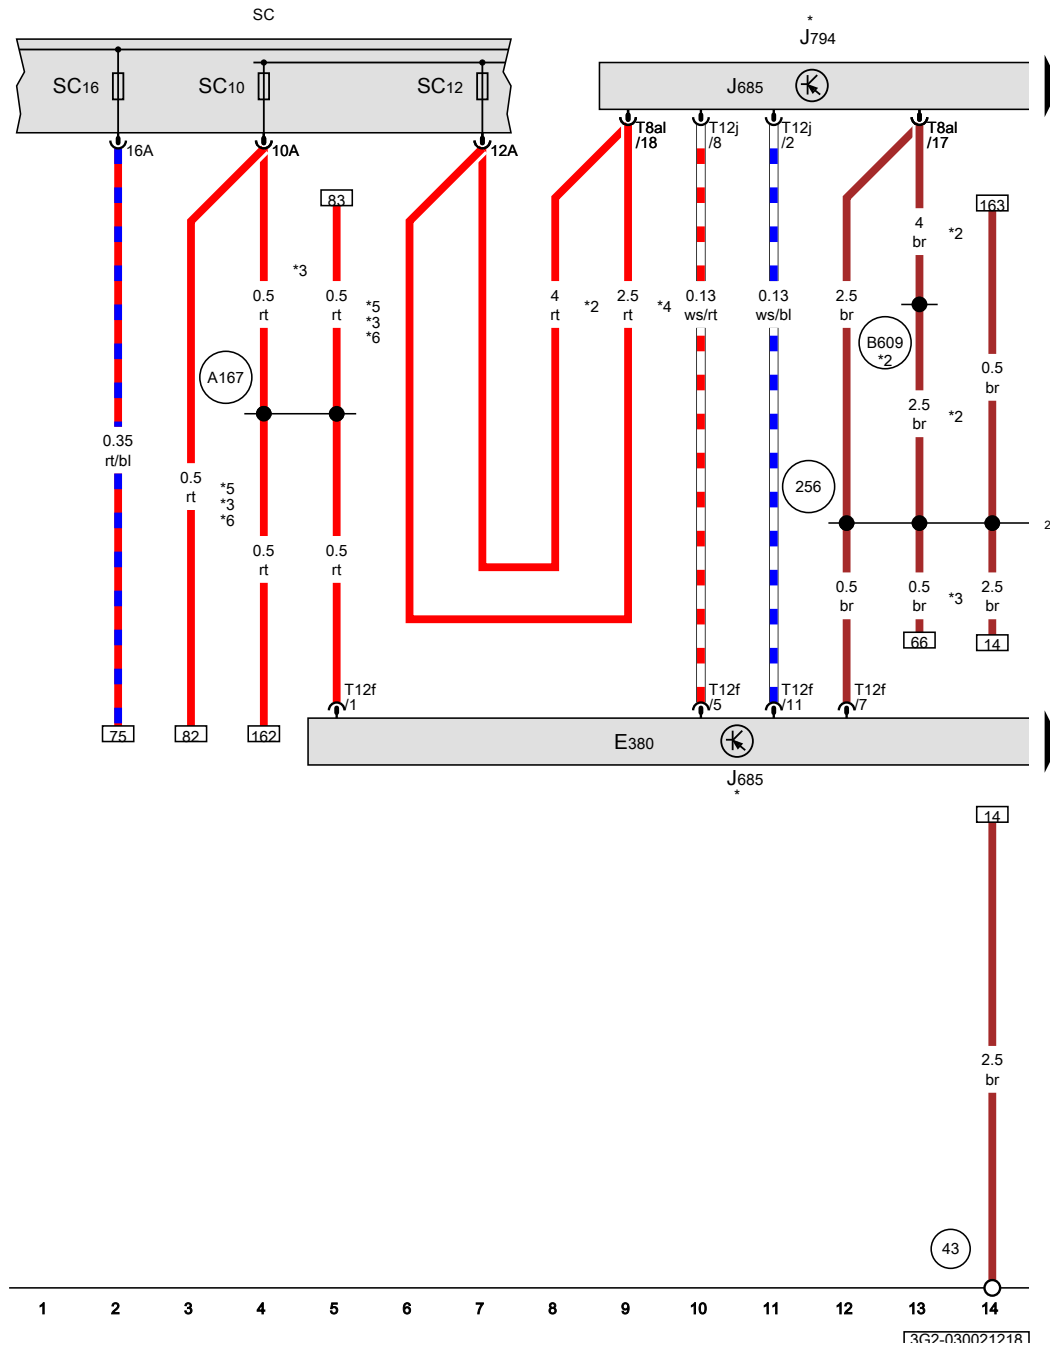 SC
*
J794
SC16
SC10
SC12
J685
16A
10A
12A
T8al
/18
T12j
/8
T12j
/2
T8al
/17
83
163
4
br
*2
*3
0.5
rt
0.5
rt
*5
*3
*6
4
rt
*2
2.5
rt
*4
0.13
ws/rt
0.13
ws/bl
2.5
br
B609
*2
A167
0.5
br
2.5
br
*2
0.35
rt/bl
0.5
rt
*5
*3
*6
256
2
0.5
rt
0.5
rt
0.5
br
0.5
br
*3
2.5
br
66
14
T12f
/1
T12f
/5
T12f
/11
T12f
/7
75
82
162
E380
J685
*
14
2.5
br
43
1 2 3 4 5 6 7 8 9 10 11 12 13 14
3G2-030021218